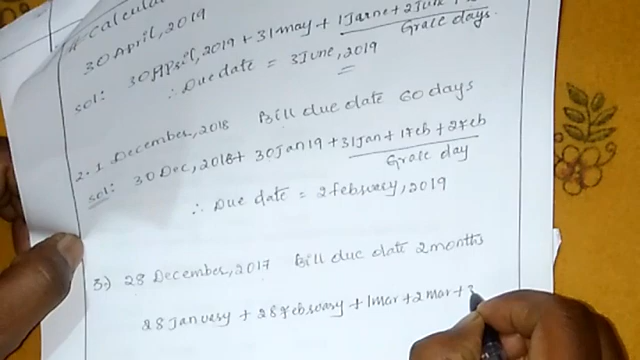 Calcula
30 April, 2019
Sol: 30 April, 2019 + 31 may + 1 Jarne + 2 June
Grace days.
∴ Due date = 3 June, 2019
2. 1 December, 2018 Bill due date 60 days
Sol: 30 Dec, 2018 + 30 Jan 19 + 31 Jan + 1 Feb + 2 Feb
Grace day
∴ Due date = 2 february, 2019
3.) 28 December, 2017 Bill due date 2 months
28 January + 28 February + 1 mar + 2 mar + 3